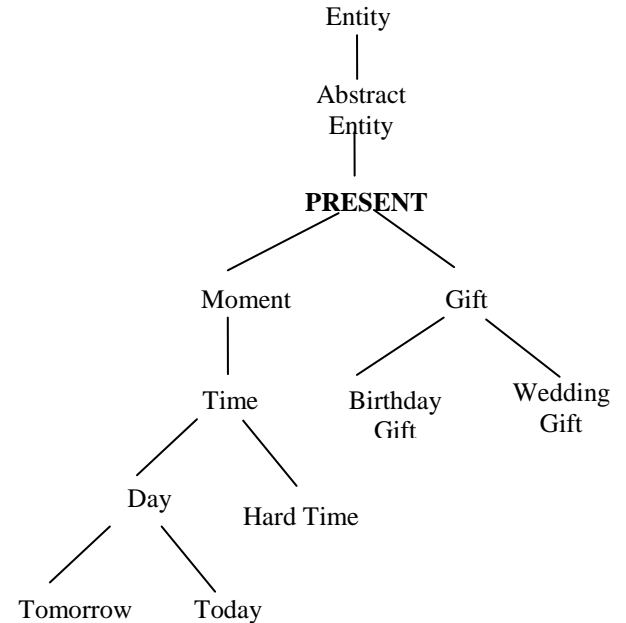 Entity
Abstract
Entity
PRESENT
Moment
Gift
Time
Birthday
Gift
Wedding
Gift
Day
Hard Time
Tomorrow
Today